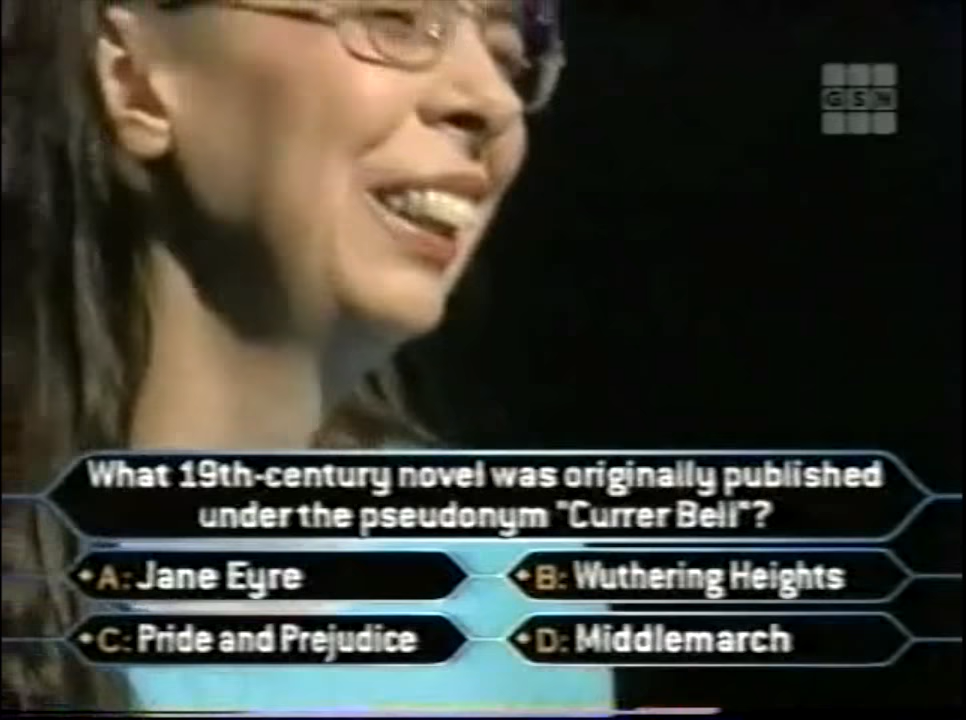 GSN
What 19th-century novel was originally published
under the pseudonym "Currer Bell"?
A: Jane Eyre
B: Wuthering Heights
C: Pride and Prejudice
D: Middlemarch